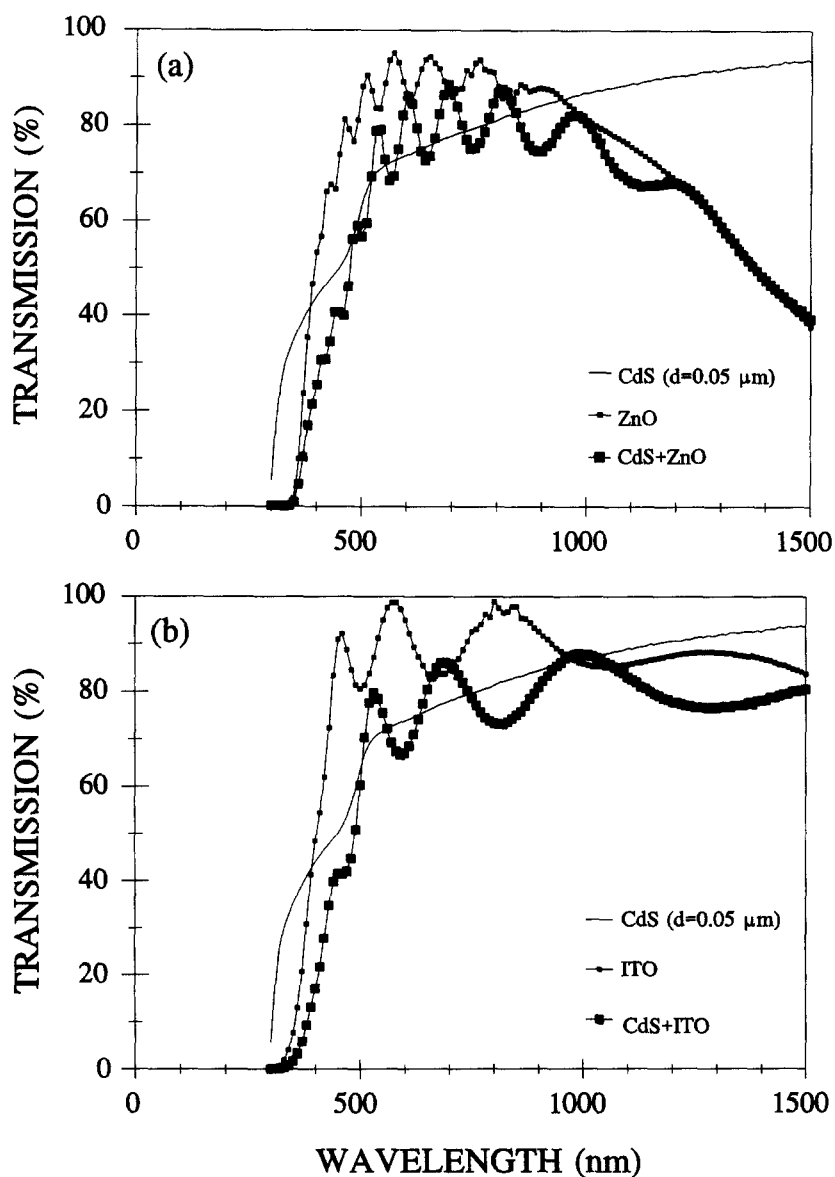 (a)
TRANSMISSION (%)
100
80
60
40
20
0
CdS (d=0.05 μm)
ZnO
CdS+ZnO
0 500 1000 1500
(b)
TRANSMISSION (%)
100
80
60
40
20
0
CdS (d=0.05 μm)
ITO
CdS+ITO
0 500 1000 1500
WAVELENGTH (nm)